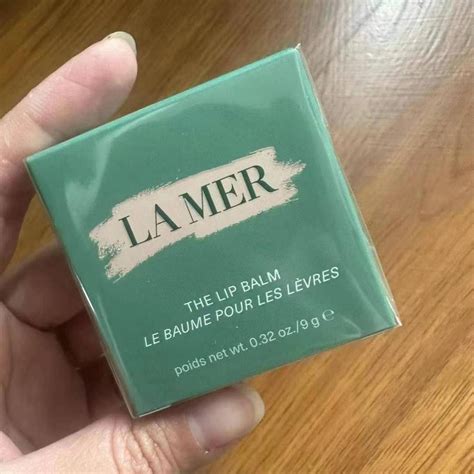 LA MER
THE LIP BALM
LE BAUME POUR LES LÈVRES
poids net wt. 0.32 oz./9 g ℮